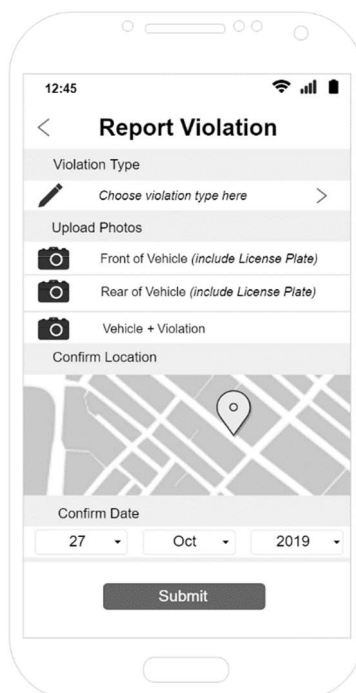 12:45
Report Violation
Violation Type
Choose violation type here
Upload Photos
Front of Vehicle (include License Plate)
Rear of Vehicle (include License Plate)
Vehicle + Violation
Confirm Location
Confirm Date
27 Oct 2019
Submit